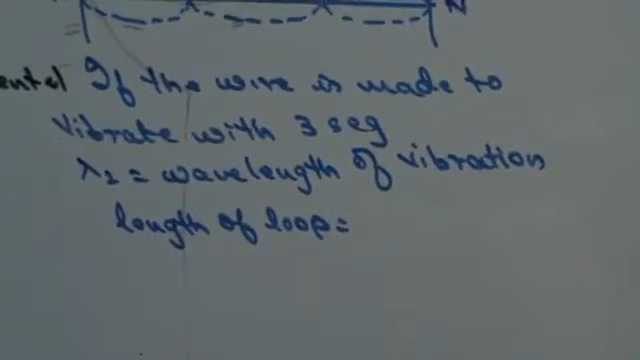 N
ental If the wire is made to
vibrate with 3 seg
λ₂ = wavelength of vibration
length of loop =